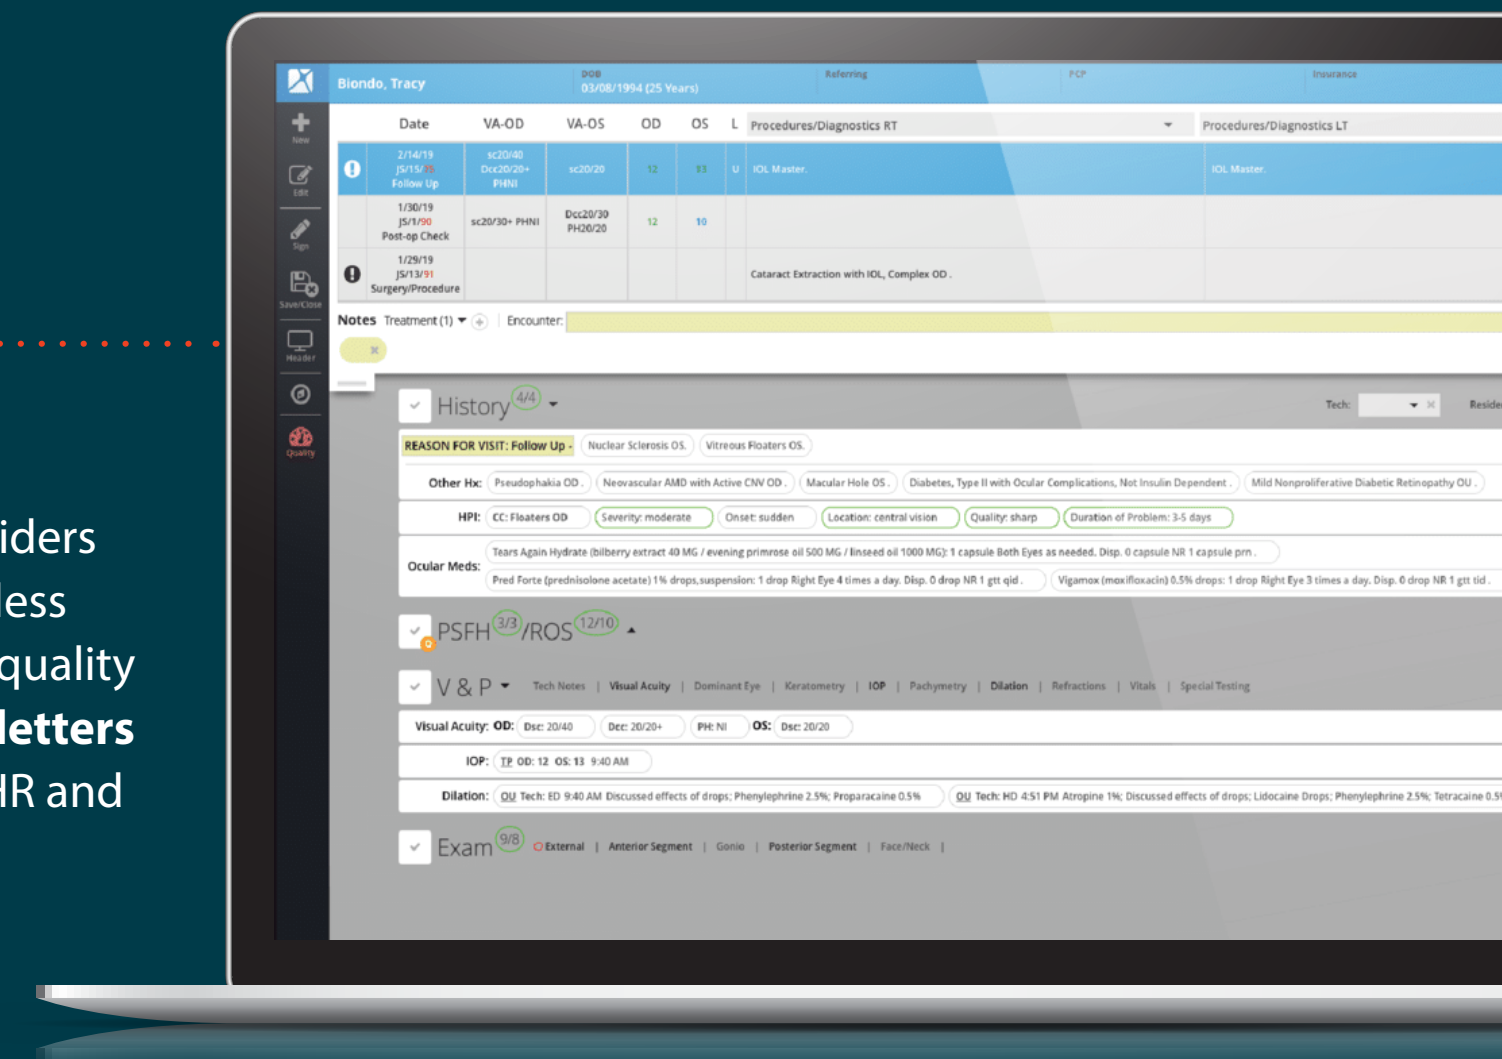 Biondo, Tracy
DOB
03/08/1994 (25 Years)
Referring
PCP
Insurance
New
Edit
Sign
Save/Close
Header
Quality
Date VA-OD VA-OS OD OS L Procedures/Diagnostics RT Procedures/Diagnostics LT
2/14/19
JS/15/
Follow Up
sc20/40
Dcc20/20+
PHNI
sc20/20
12
13
U
IOL Master.
IOL Master.
1/30/19
JS/1/90
Post-op Check
sc20/30+ PHNI
Dcc20/30
PH20/20
12
10
1/29/19
JS/13/91
Surgery/Procedure
Cataract Extraction with IOL, Complex OD .
Notes Treatment (1) Encounter:
History 4/4
Tech:
REASON FOR VISIT: Follow Up - Nuclear Sclerosis OS. Vitreous Floaters OS.
Other Hx: Pseudophakia OD . Neovascular AMD with Active CNV OD . Macular Hole OS . Diabetes, Type II with Ocular Complications, Not Insulin Dependent . Mild Nonproliferative Diabetic Retinopathy OU .
HPI: CC: Floaters OD Severity: moderate Onset: sudden Location: central vision Quality: sharp Duration of Problem: 3-5 days
Ocular Meds:
Tears Again Hydrate (bilberry extract 40 MG / evening primrose oil 500 MG / linseed oil 1000 MG): 1 capsule Both Eyes as needed. Disp. 0 capsule NR 1 capsule prn .
Pred Forte (prednisolone acetate) 1% drops,suspension: 1 drop Right Eye 4 times a day. Disp. 0 drop NR 1 gtt qid . Vigamox (moxifloxacin) 0.5% drops: 1 drop Right Eye 3 times a day. Disp. 0 drop NR 1 gtt tid .
Q
PSFH 3/3 /ROS 12/10
V & P Tech Notes | Visual Acuity | Dominant Eye | Keratometry | IOP | Pachymetry | Dilation | Refractions | Vitals | Special Testing
Visual Acuity: OD: Dsc: 20/40 Dcc: 20/20+ PH: NI OS: Dsc: 20/20
IOP: TP OD: 12 OS: 13 9:40 AM
Dilation: OU Tech: ED 9:40 AM Discussed effects of drops; Phenylephrine 2.5%; Proparacaine 0.5% OU Tech: HD 4:51 PM Atropine 1%; Discussed effects of drops; Lidocaine Drops; Phenylephrine 2.5%; Tetracaine 0.5%
Exam 9/8 External | Anterior Segment | Gonio | Posterior Segment | Face/Neck |
iders
less
quality
letters
HR and